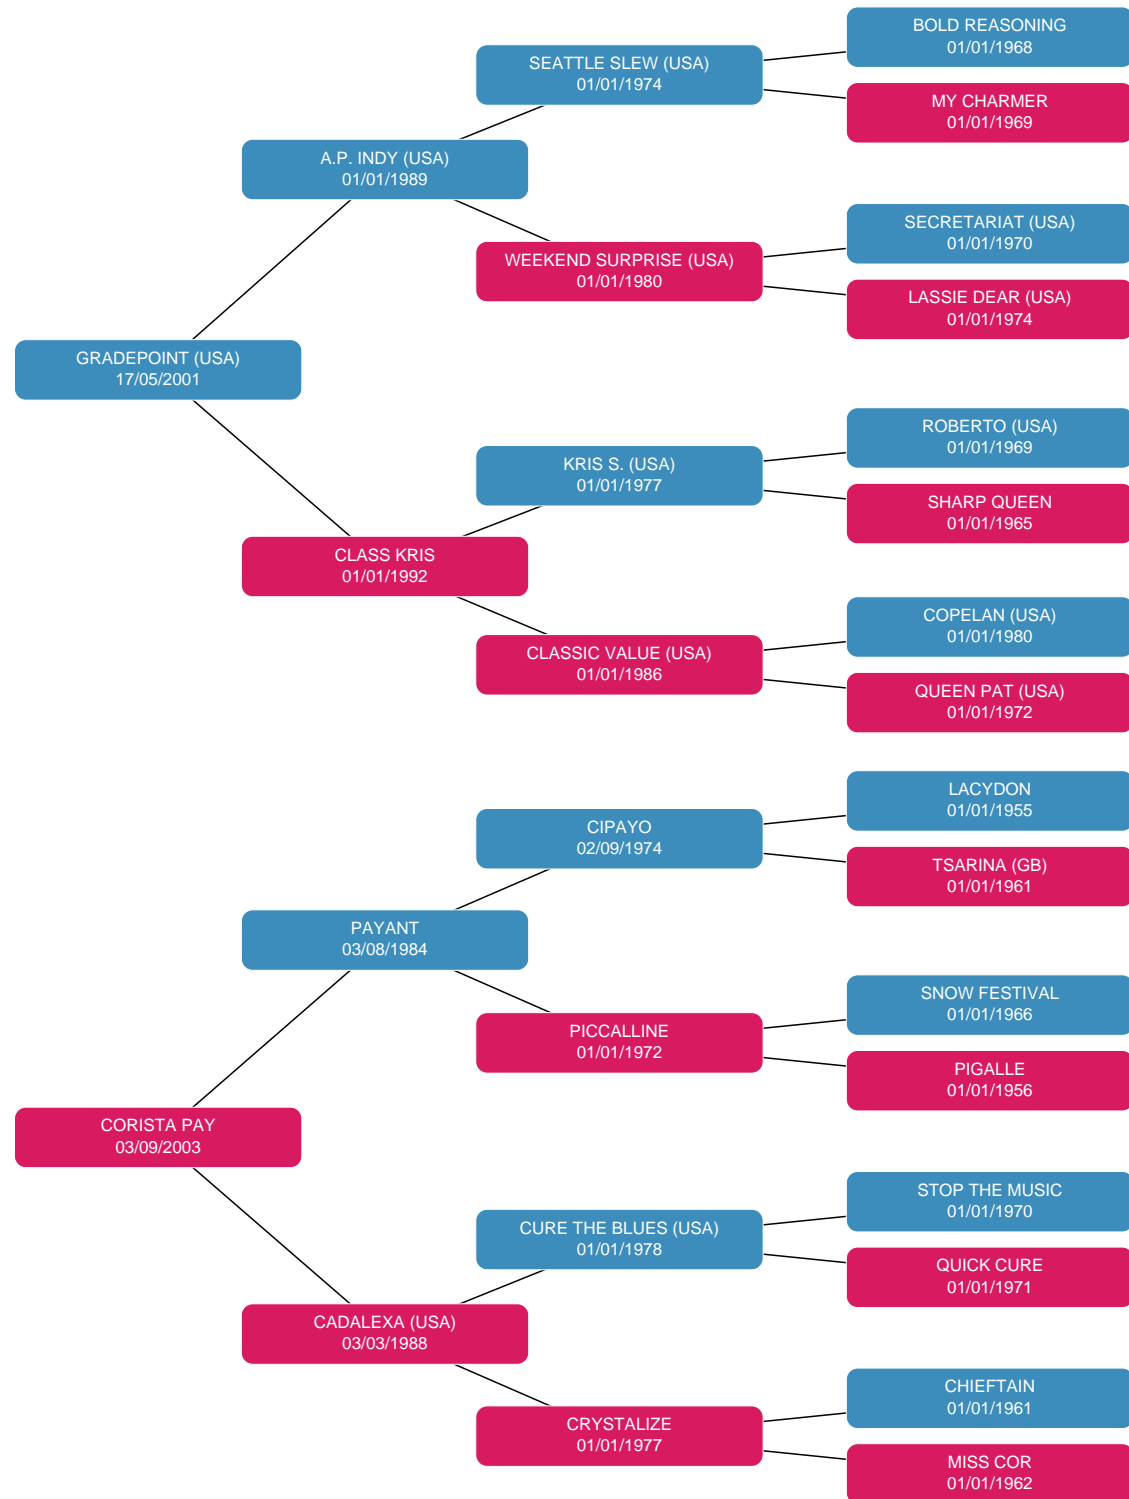 BOLD REASONING
01/01/1968
SEATTLE SLEW (USA)
01/01/1974
MY CHARMER
01/01/1969
A.P. INDY (USA)
01/01/1989
SECRETARIAT (USA)
01/01/1970
WEEKEND SURPRISE (USA)
01/01/1980
LASSIE DEAR (USA)
01/01/1974
GRADEPOINT (USA)
17/05/2001
ROBERTO (USA)
01/01/1969
KRIS S. (USA)
01/01/1977
SHARP QUEEN
01/01/1965
CLASS KRIS
01/01/1992
COPELAN (USA)
01/01/1980
CLASSIC VALUE (USA)
01/01/1986
QUEEN PAT (USA)
01/01/1972
LACYDON
01/01/1955
CIPAYO
02/09/1974
TSARINA (GB)
01/01/1961
PAYANT
03/08/1984
SNOW FESTIVAL
01/01/1966
PICCALLINE
01/01/1972
PIGALLE
01/01/1956
CORISTA PAY
03/09/2003
STOP THE MUSIC
01/01/1970
CURE THE BLUES (USA)
01/01/1978
QUICK CURE
01/01/1971
CADALEXA (USA)
03/03/1988
CHIEFTAIN
01/01/1961
CRYSTALIZE
01/01/1977
MISS COR
01/01/1962